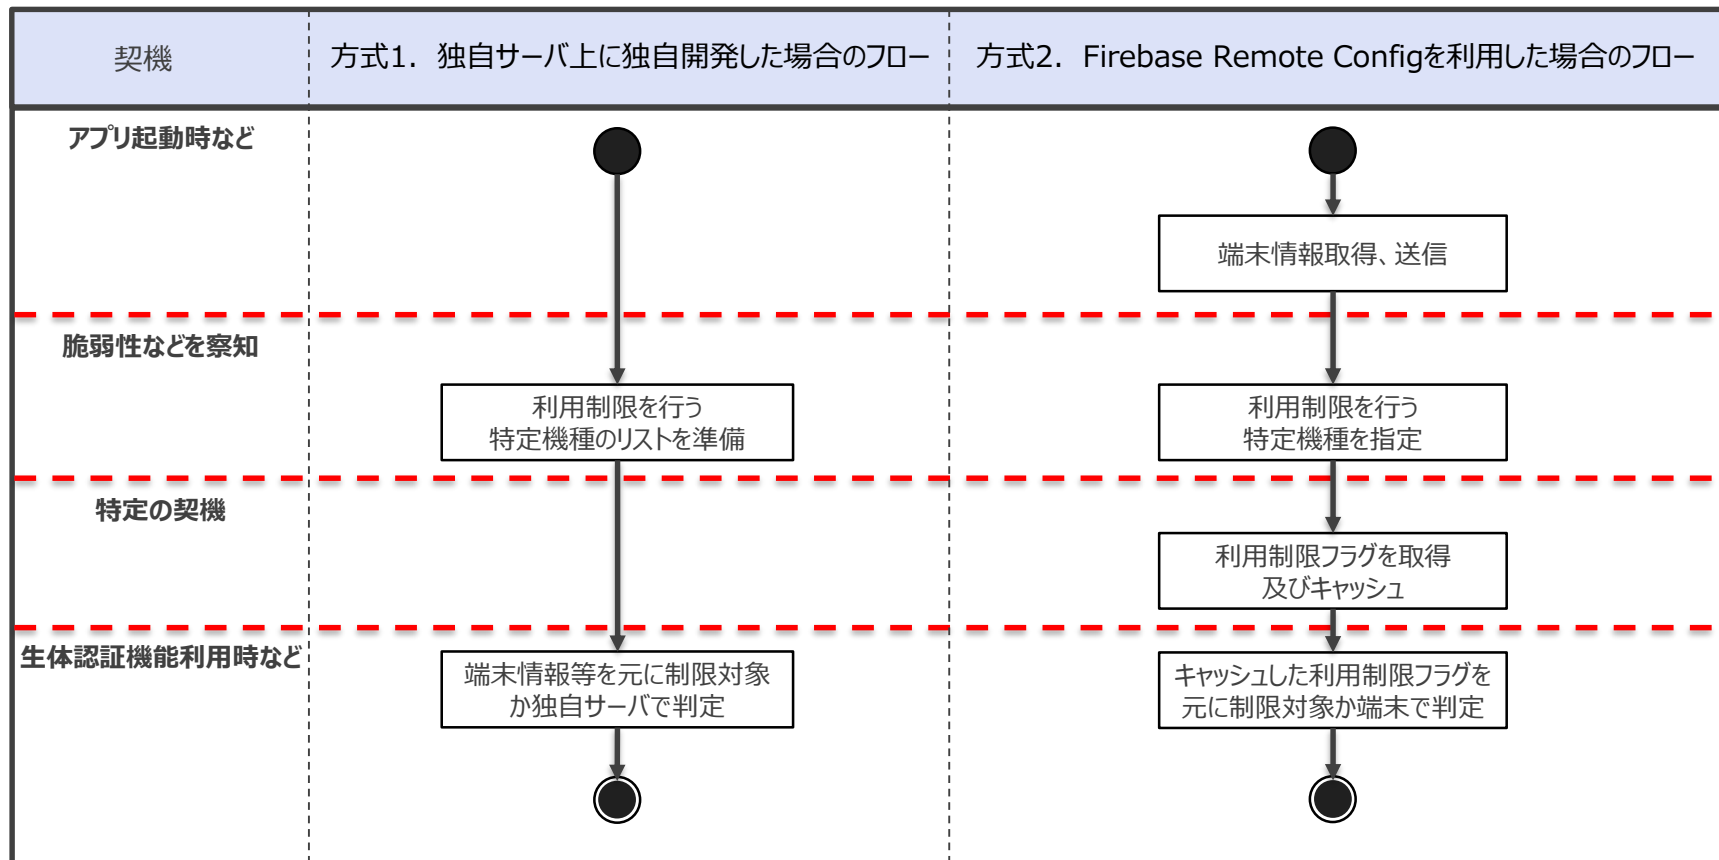 契機
方式1. 独自サーバ上に独自開発した場合のフロー
方式2. Firebase Remote Configを利用した場合のフロー
アプリ起動時など
端末情報取得、送信
脆弱性などを察知
利用制限を行う
特定機種のリストを準備
利用制限を行う
特定機種を指定
特定の契機
利用制限フラグを取得
及びキャッシュ
生体認証機能利用時など
端末情報等を元に制限対象
か独自サーバで判定
キャッシュした利用制限フラグを
元に制限対象か端末で判定